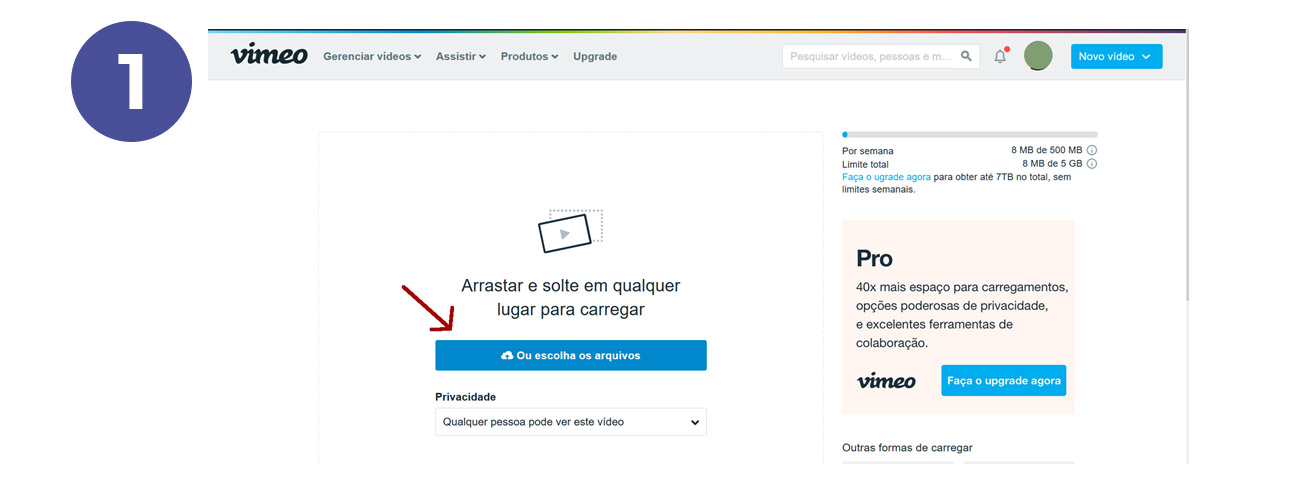 1
vimeo Gerenciar vídeos Assistir Produtos Upgrade Pesquisar vídeos, pessoas e m... Novo vídeo
Por semana 8 MB de 500 MB
Limite total 8 MB de 5 GB
Faça o ugrade agora para obter até 7TB no total, sem
limites semanais.
Arrastar e solte em qualquer
lugar para carregar
Ou escolha os arquivos
Privacidade
Qualquer pessoa pode ver este vídeo
Pro
40x mais espaço para carregamentos,
opções poderosas de privacidade,
e excelentes ferramentas de
colaboração.
vimeo Faça o upgrade agora
Outras formas de carregar